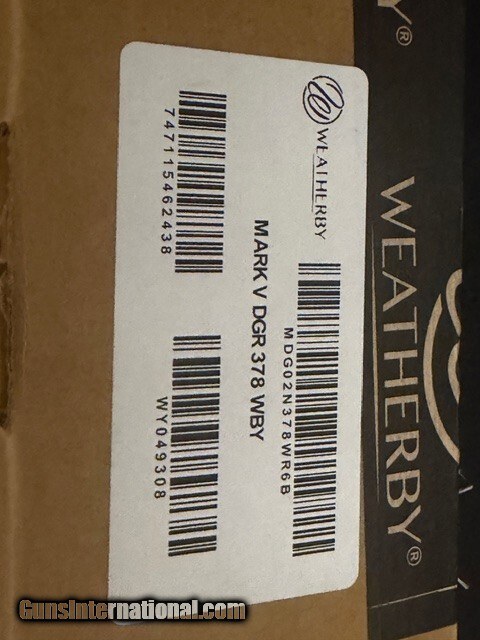 WEATHERBY
MDG02N378WR6B
MARK V DGR 378 WBY
747115462438
WY049308
WEATHERBY®
Y®
GunsInternational.com